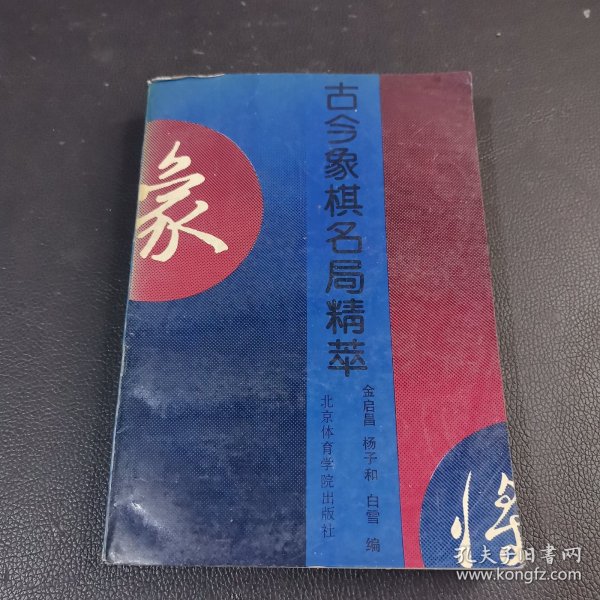 古今象棋名局精萃
金启昌 杨子和 白雪 编
北京体育学院出版社
象
将
孔夫子旧书网
www.kongfz.com